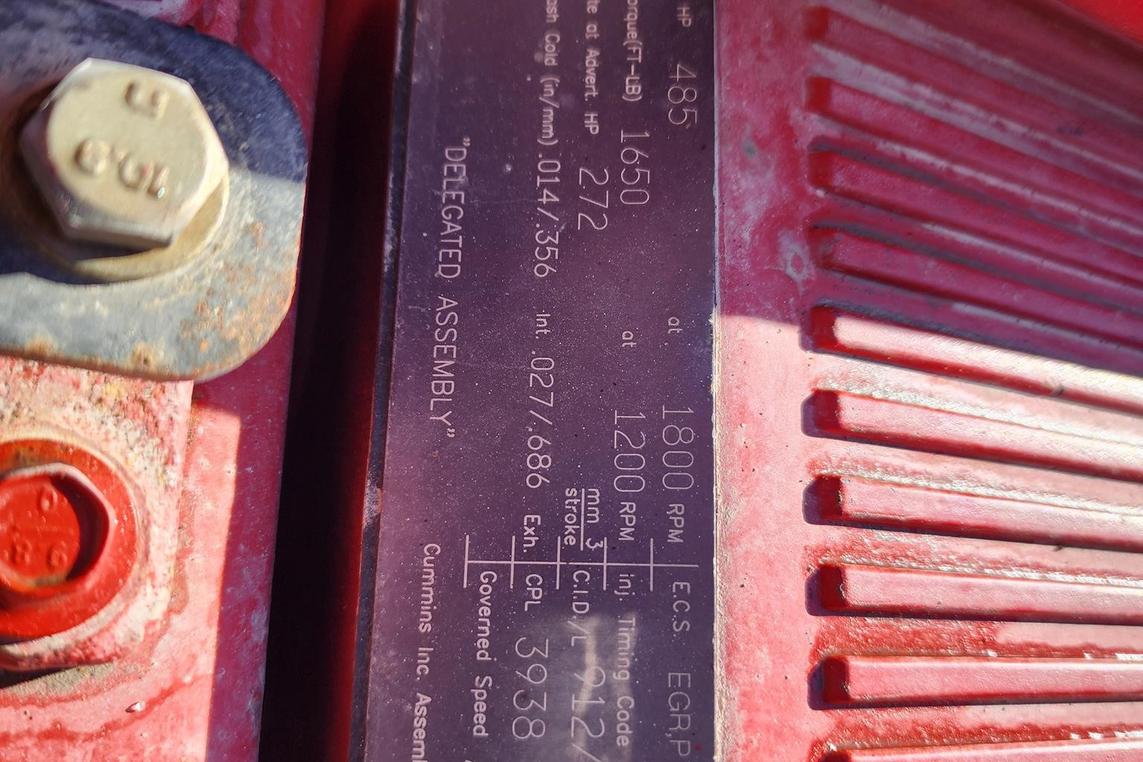 HP 485 at 1800 RPM E.C.S. EGR,P
orque(FT-LB) 1650 at 1200 RPM inj. Timing Code
te at Advert. HP 272 mm 3 stroke C.I.D./L 912/
ash Cold (in/mm) .014/.356 Int. .027/.686 Exh. CPL 3938
Governed Speed
"DELEGATED ASSEMBLY"
Cummins Inc. Assem
10.9